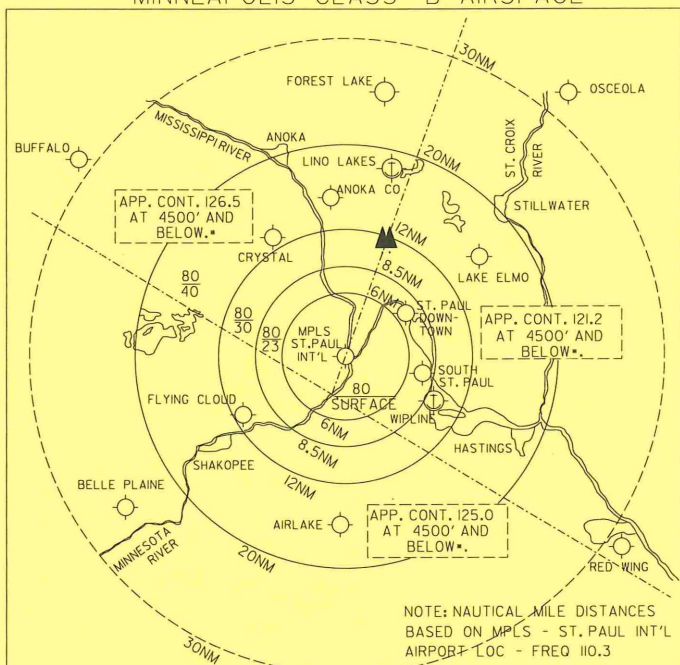 MINNEAPOLIS CLASS "B" AIRSPACE
30NM
FOREST LAKE
OSCEOLA
MISSISSIPPI RIVER
ANOKA
ST. CROIX
RIVER
BUFFALO
LINO LAKES
T
20NM
ANOKA CO.
STILLWATER
APP. CONT. 126.5
AT 4500' AND
BELOW.*
12NM
CRYSTAL
8.5NM
LAKE ELMO
80
40
80
30
80
23
6NM
ST. PAUL
DOWN-
TOWN
MPLS
ST.PAUL
INT'L
APP. CONT. 121.2
AT 4500' AND
BELOW*.
SOUTH
ST. PAUL
80
SURFACE
FLYING CLOUD
T
WIPLINE
6NM
8.5NM
HASTINGS
SHAKOPEE
12NM
BELLE PLAINE
APP. CONT. 125.0
AT 4500' AND
BELOW*.
AIRLAKE
20NM
MINNESOTA
RIVER
RED WING
NOTE: NAUTICAL MILE DISTANCES
BASED ON MPLS - ST. PAUL INT'L
AIRPORT LOC - FREQ 110.3
30NM